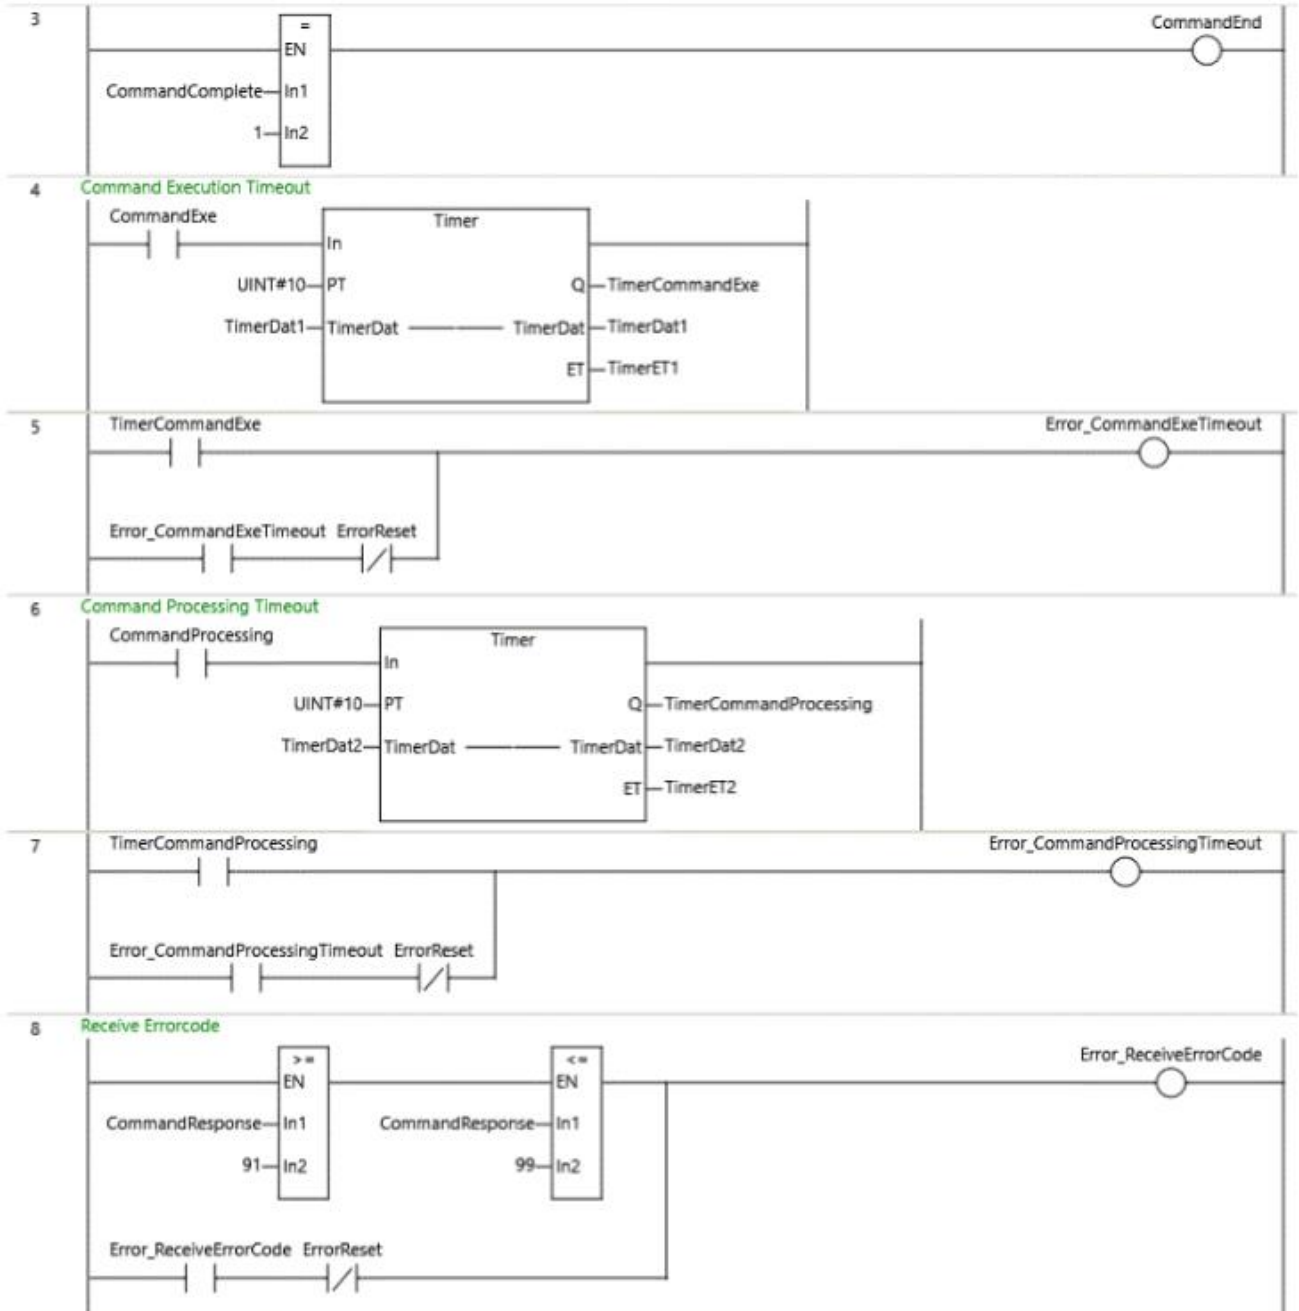 3
=
CommandEnd
EN
CommandComplete In1
1 In2
4 Command Execution Timeout
CommandExe
Timer
In
UINT#10 PT Q TimerCommandExe
TimerDat1 TimerDat TimerDat TimerDat1
ET TimerET1
5 TimerCommandExe Error_CommandExeTimeout
Error_CommandExeTimeout ErrorReset
6 Command Processing Timeout
CommandProcessing
Timer
In
UINT#10 PT Q TimerCommandProcessing
TimerDat2 TimerDat TimerDat TimerDat2
ET TimerET2
7 TimerCommandProcessing Error_CommandProcessingTimeout
Error_CommandProcessingTimeout ErrorReset
8 Receive Errorcode
>= <= Error_ReceiveErrorCode
EN EN
CommandResponse In1 CommandResponse In1
91 In2 99 In2
Error_ReceiveErrorCode ErrorReset